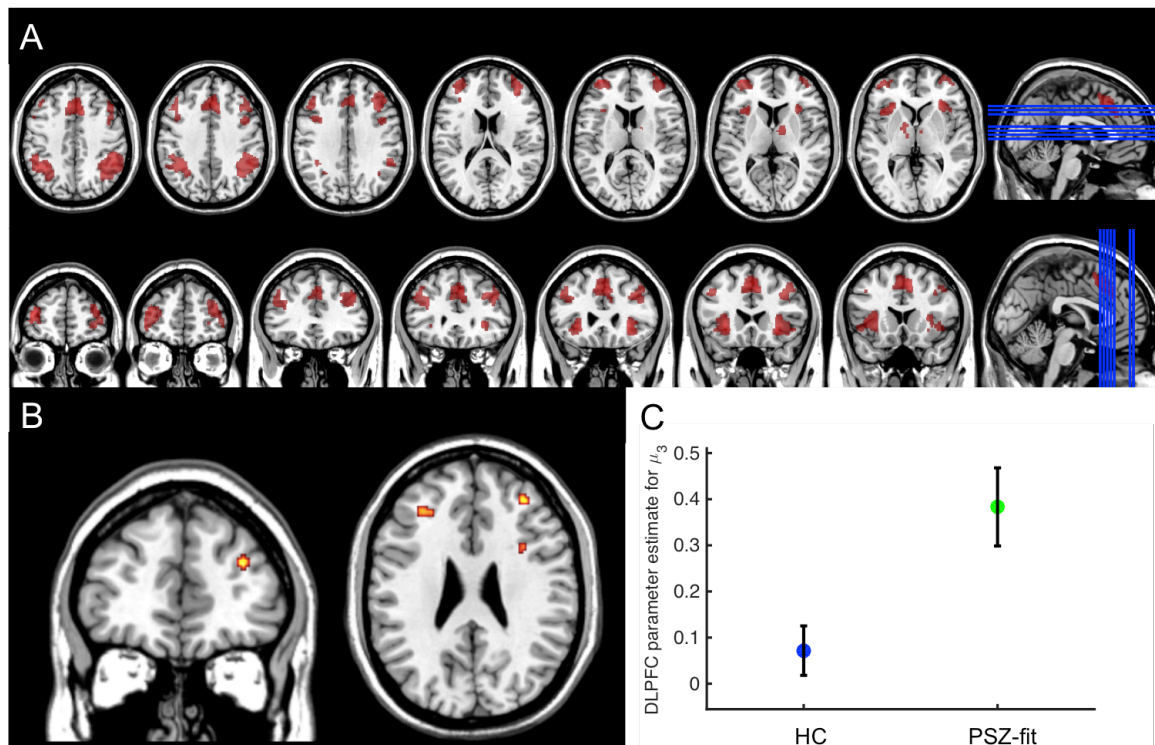 A
B
C
DLPFC parameter estimate for μ₃
0.5
0.4
0.3
0.2
0.1
0
HC PSZ-fit